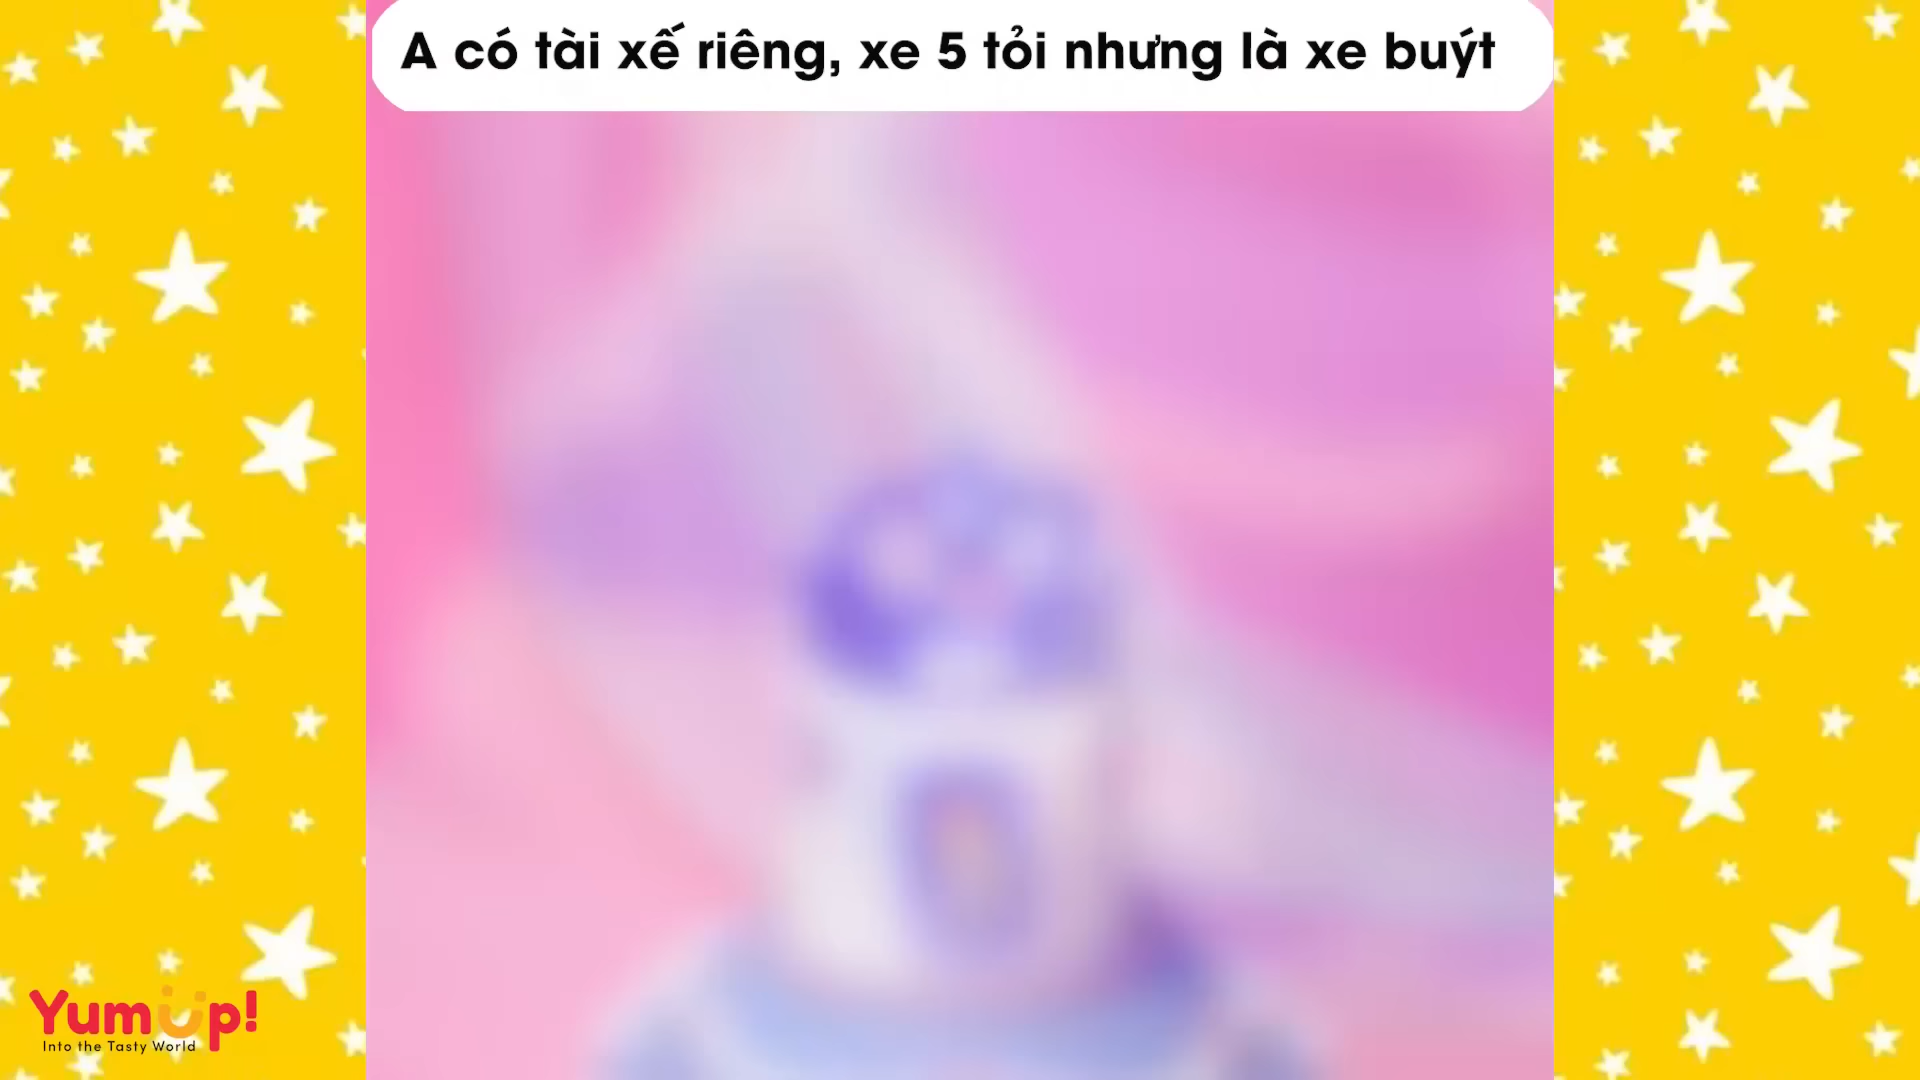 A có tài xế riêng, xe 5 tỏi nhưng là xe buýt
YumUp!
Into the Tasty World